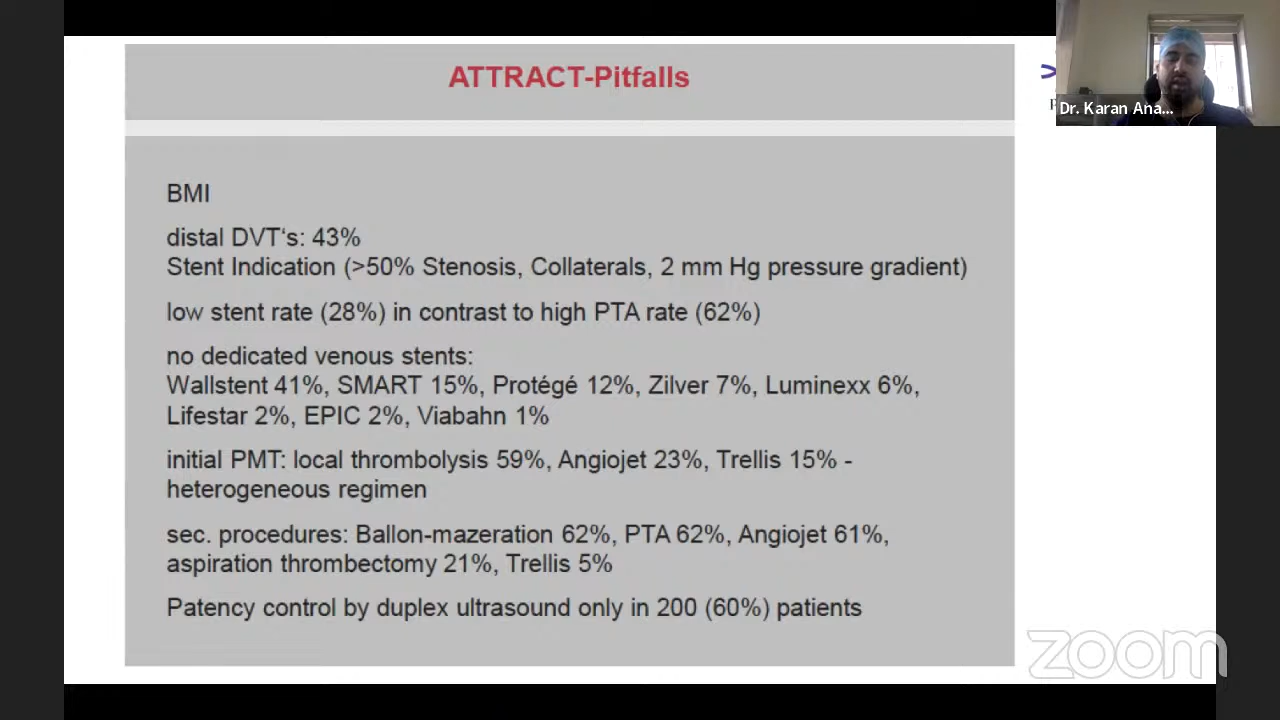 ATTRACT-Pitfalls
Dr. Karan Ana...
BMI
distal DVT‘s: 43%
Stent Indication (>50% Stenosis, Collaterals, 2 mm Hg pressure gradient)
low stent rate (28%) in contrast to high PTA rate (62%)
no dedicated venous stents:
Wallstent 41%, SMART 15%, Protégé 12%, Zilver 7%, Luminexx 6%,
Lifestar 2%, EPIC 2%, Viabahn 1%
initial PMT: local thrombolysis 59%, Angiojet 23%, Trellis 15% -
heterogeneous regimen
sec. procedures: Ballon-mazeration 62%, PTA 62%, Angiojet 61%,
aspiration thrombectomy 21%, Trellis 5%
Patency control by duplex ultrasound only in 200 (60%) patients
zoom